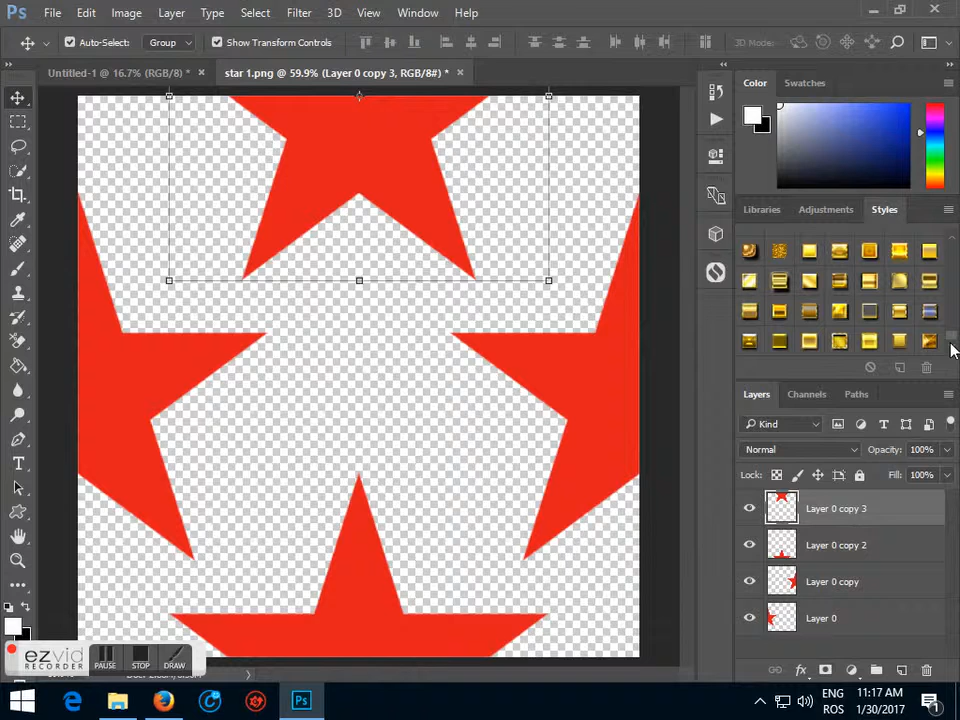 Ps File Edit Image Layer Type Select Filter 3D View Window Help
Auto-Select: Group Show Transform Controls 3D Mode:
Untitled-1 @ 16.7% (RGB/8) * × star 1.png @ 59.9% (Layer 0 copy 3, RGB/8#) * ×
Color Swatches
Libraries Adjustments Styles
Layers Channels Paths
Kind
Normal Opacity: 100%
Lock: Fill: 100%
Layer 0 copy 3
Layer 0 copy 2
Layer 0 copy
Layer 0
ezvid
RECORDER
PAUSE STOP DRAW
fx
Ps
ENG
ROS
11:17 AM
1/30/2017
1